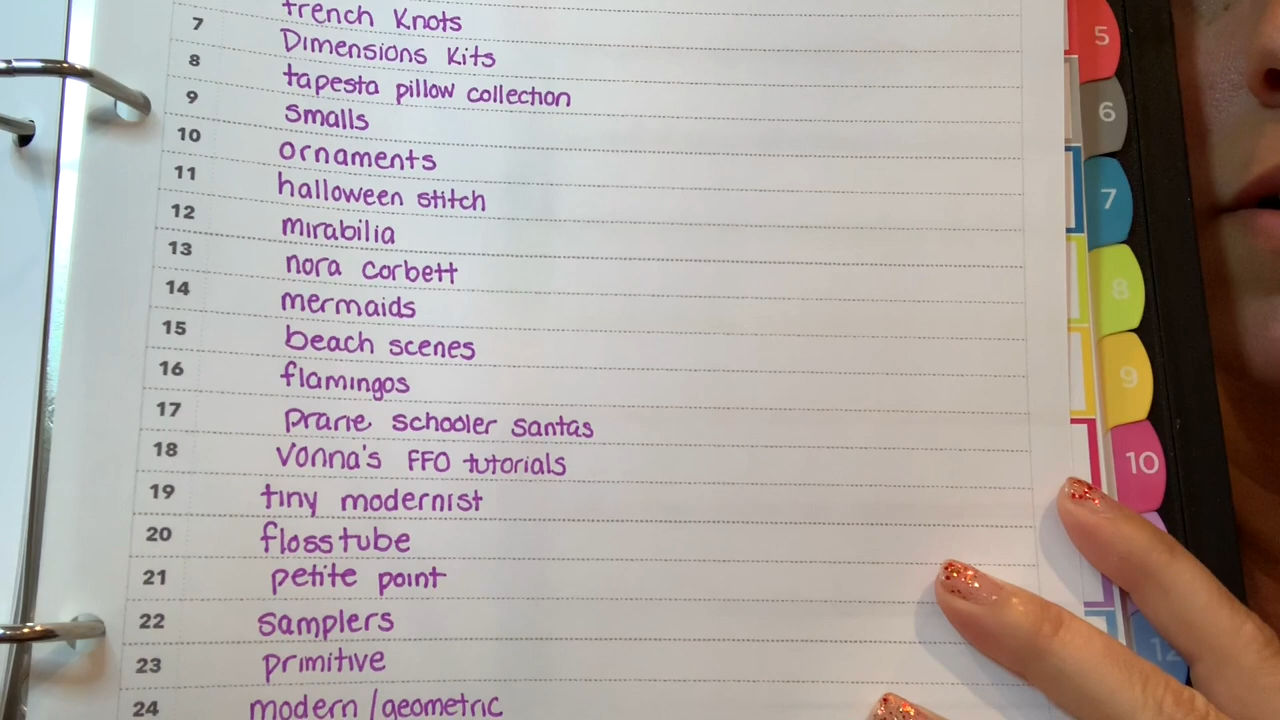 french Knots
7 Dimensions Kits
8 tapesta pillow collection
9 smalls
10 ornaments
11 halloween stitch
12 mirabilia
13 nora corbett
14 mermaids
15 beach scenes
16 flamingos
17 prarie schooler santas
18 Vonna's FFO tutorials
19 tiny modernist
20 flosstube
21 petite point
22 samplers
23 primitive
24 modern/geometric
5
6
7
8
9
10
12